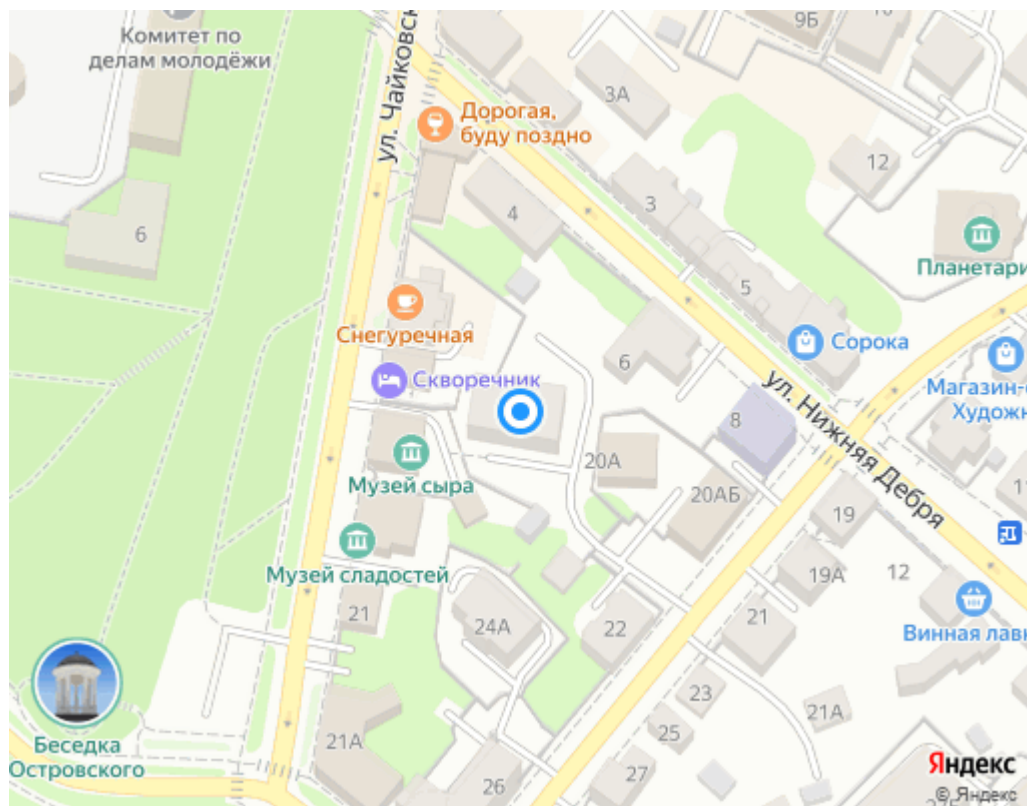 Комитет по
делам молодёжи
ул. Чайковск
9Б
3А
Дорогая,
буду поздно
12
6
4
3
Планетари
5
Снегуречная
Сорока
6
Скворечник
Магазин-
Художн
8
ул. Нижняя Дебря
20А
Музей сыра
20АБ
19
Музей сладостей
19А
12
21
24А
22
21
Винная лавк
23
21А
25
Беседка
Островского
21А
26
27
Яндекс
© Яндекс